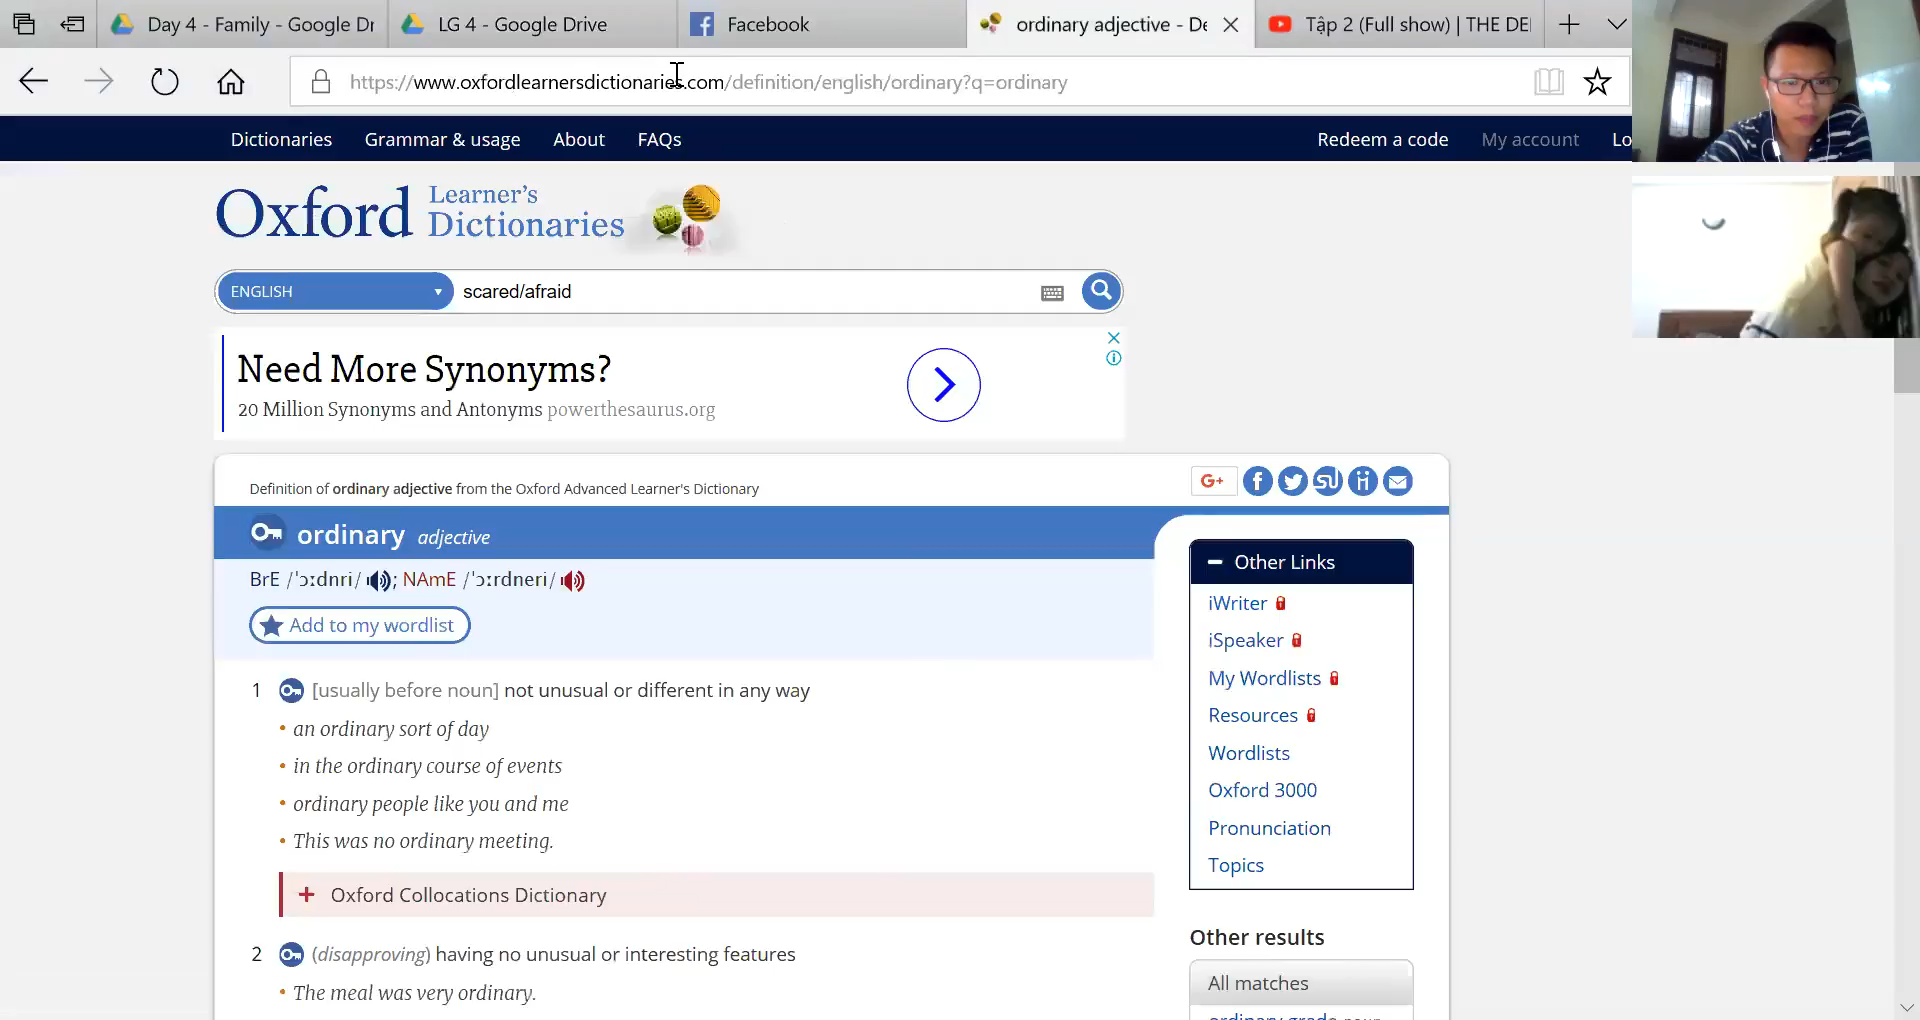 Day 4 - Family - Google Dr
LG 4 - Google Drive
Facebook
ordinary adjective - De
Tập 2 (Full show) | THE DE
https://www.oxfordlearnersdictionaries.com/definition/english/ordinary?q=ordinary
Dictionaries Grammar & usage About FAQs Redeem a code My account Lo
Oxford Learner's Dictionaries
ENGLISH scared/afraid
Need More Synonyms?
20 Million Synonyms and Antonyms powerthesaurus.org
Definition of ordinary adjective from the Oxford Advanced Learner's Dictionary
G+
ordinary adjective
BrE /ˈɔːdnri/ ; NAmE /ˈɔːrdneri/
Add to my wordlist
1 [usually before noun] not unusual or different in any way
• an ordinary sort of day
• in the ordinary course of events
• ordinary people like you and me
• This was no ordinary meeting.
+ Oxford Collocations Dictionary
2 (disapproving) having no unusual or interesting features
• The meal was very ordinary.
Other Links
iWriter
iSpeaker
My Wordlists
Resources
Wordlists
Oxford 3000
Pronunciation
Topics
Other results
All matches